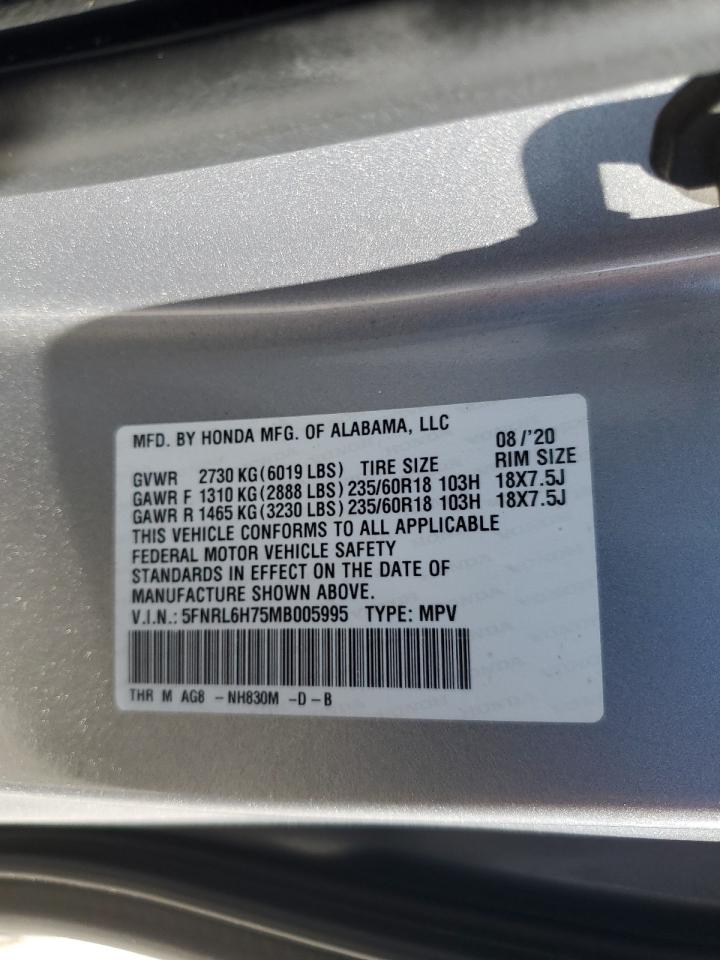 MFD. BY HONDA MFG. OF ALABAMA, LLC 08/'20
GVWR 2730 KG(6019 LBS) TIRE SIZE RIM SIZE
GAWR F 1310 KG(2888 LBS)235/60R18 103H 18X7.5J
GAWR R 1465 KG(3230 LBS)235/60R18 103H 18X7.5J
THIS VEHICLE CONFORMS TO ALL APPLICABLE
FEDERAL MOTOR VEHICLE SAFETY
STANDARDS IN EFFECT ON THE DATE OF
MANUFACTURE SHOWN ABOVE.
V.I.N.: 5FNRL6H75MB005995 TYPE: MPV
THR M AG8 -NH830M -D-B